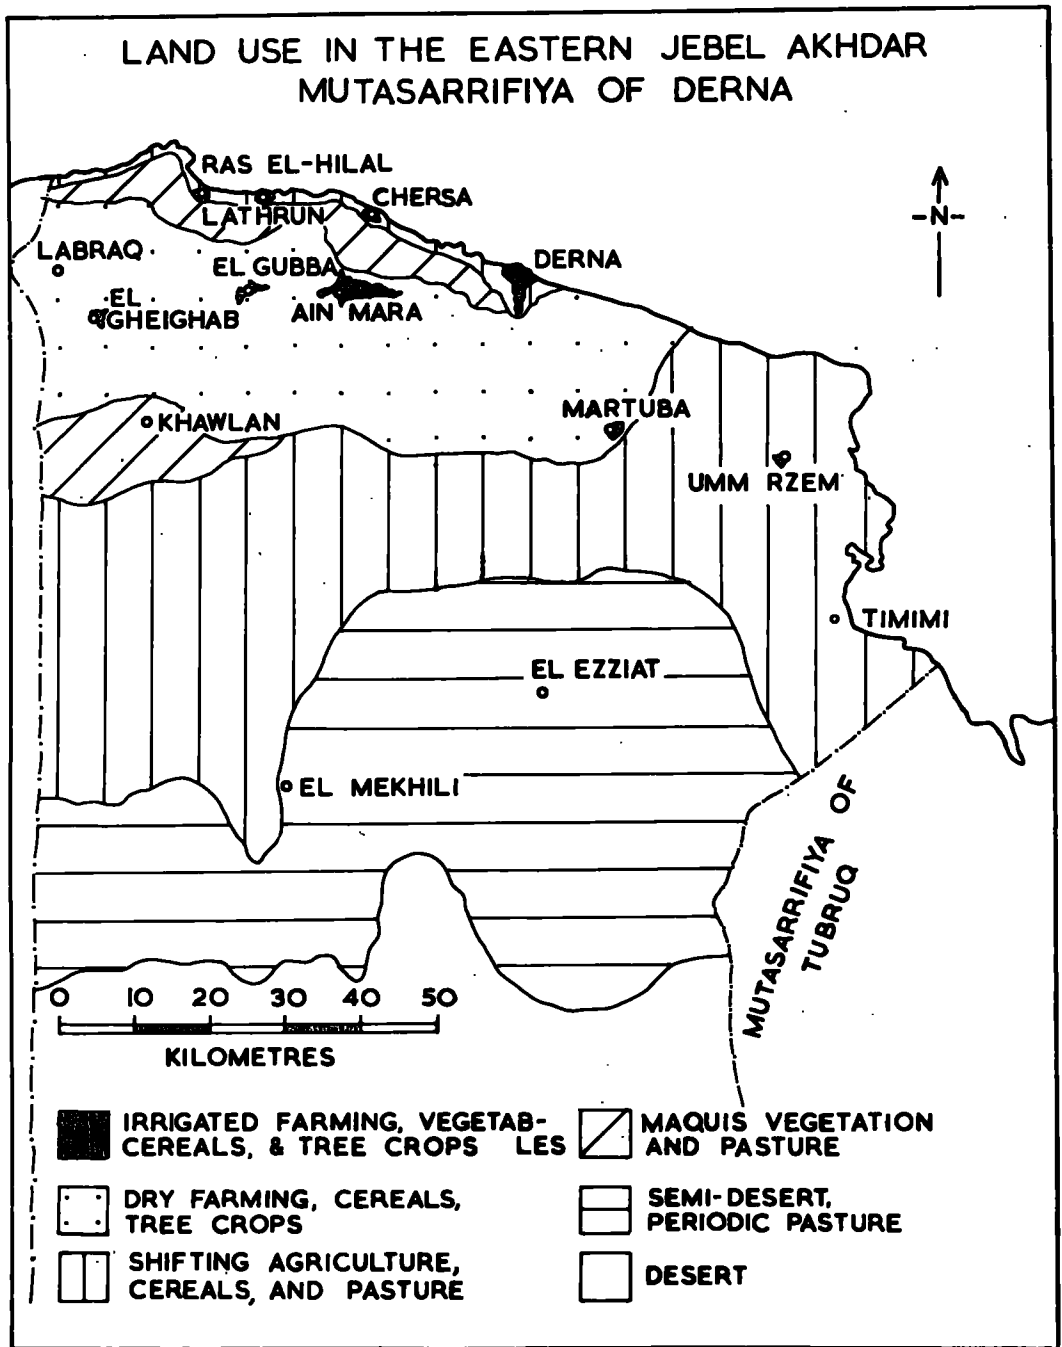 LAND USE IN THE EASTERN JEBEL AKHDAR
MUTASARRIFIYA OF DERNA
RAS EL-HILAL
CHERSA
LATHRUN
-N-
LABRAQ
EL GUBBA
DERNA
EL
GHEIGHAB
AIN MARA
MARTUBA
KHAWLAN
UMM RZEM
TIMIMI
EL EZZIAT
EL MEKHILI
MUTASARRIFIYA OF
TUBRUQ
0 10 20 30 40 50
KILOMETRES
IRRIGATED FARMING, VEGETAB-
CEREALS, & TREE CROPS LES
DRY FARMING, CEREALS,
TREE CROPS
SHIFTING AGRICULTURE,
CEREALS, AND PASTURE
MAQUIS VEGETATION
AND PASTURE
SEMI-DESERT,
PERIODIC PASTURE
DESERT